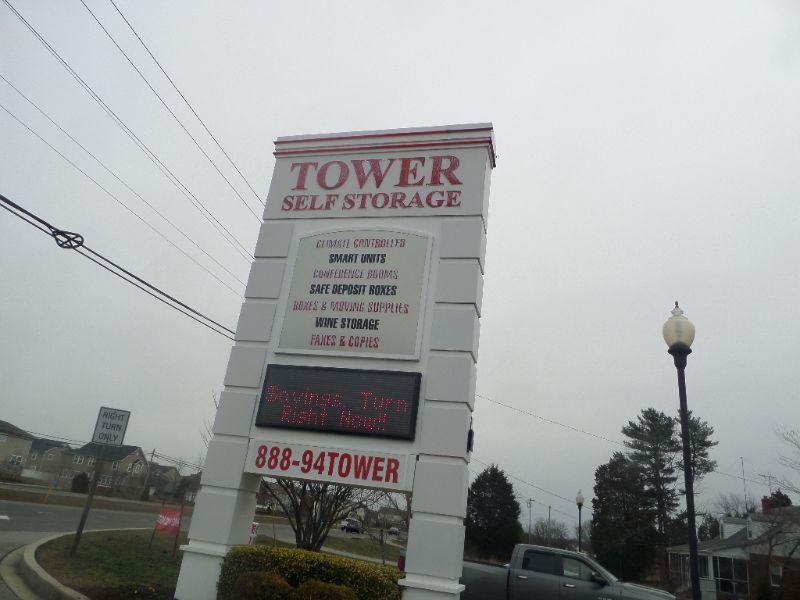 TOWER
SELF STORAGE
CLIMATE CONTROLLED
SMART UNITS
CONFERENCE ROOMS
SAFE DEPOSIT BOXES
BOXES & MOVING SUPPLIES
WINE STORAGE
FAXES & COPIES
Savings, Turn
Right Now!!
888-94TOWER
RIGHT
TURN
ONLY